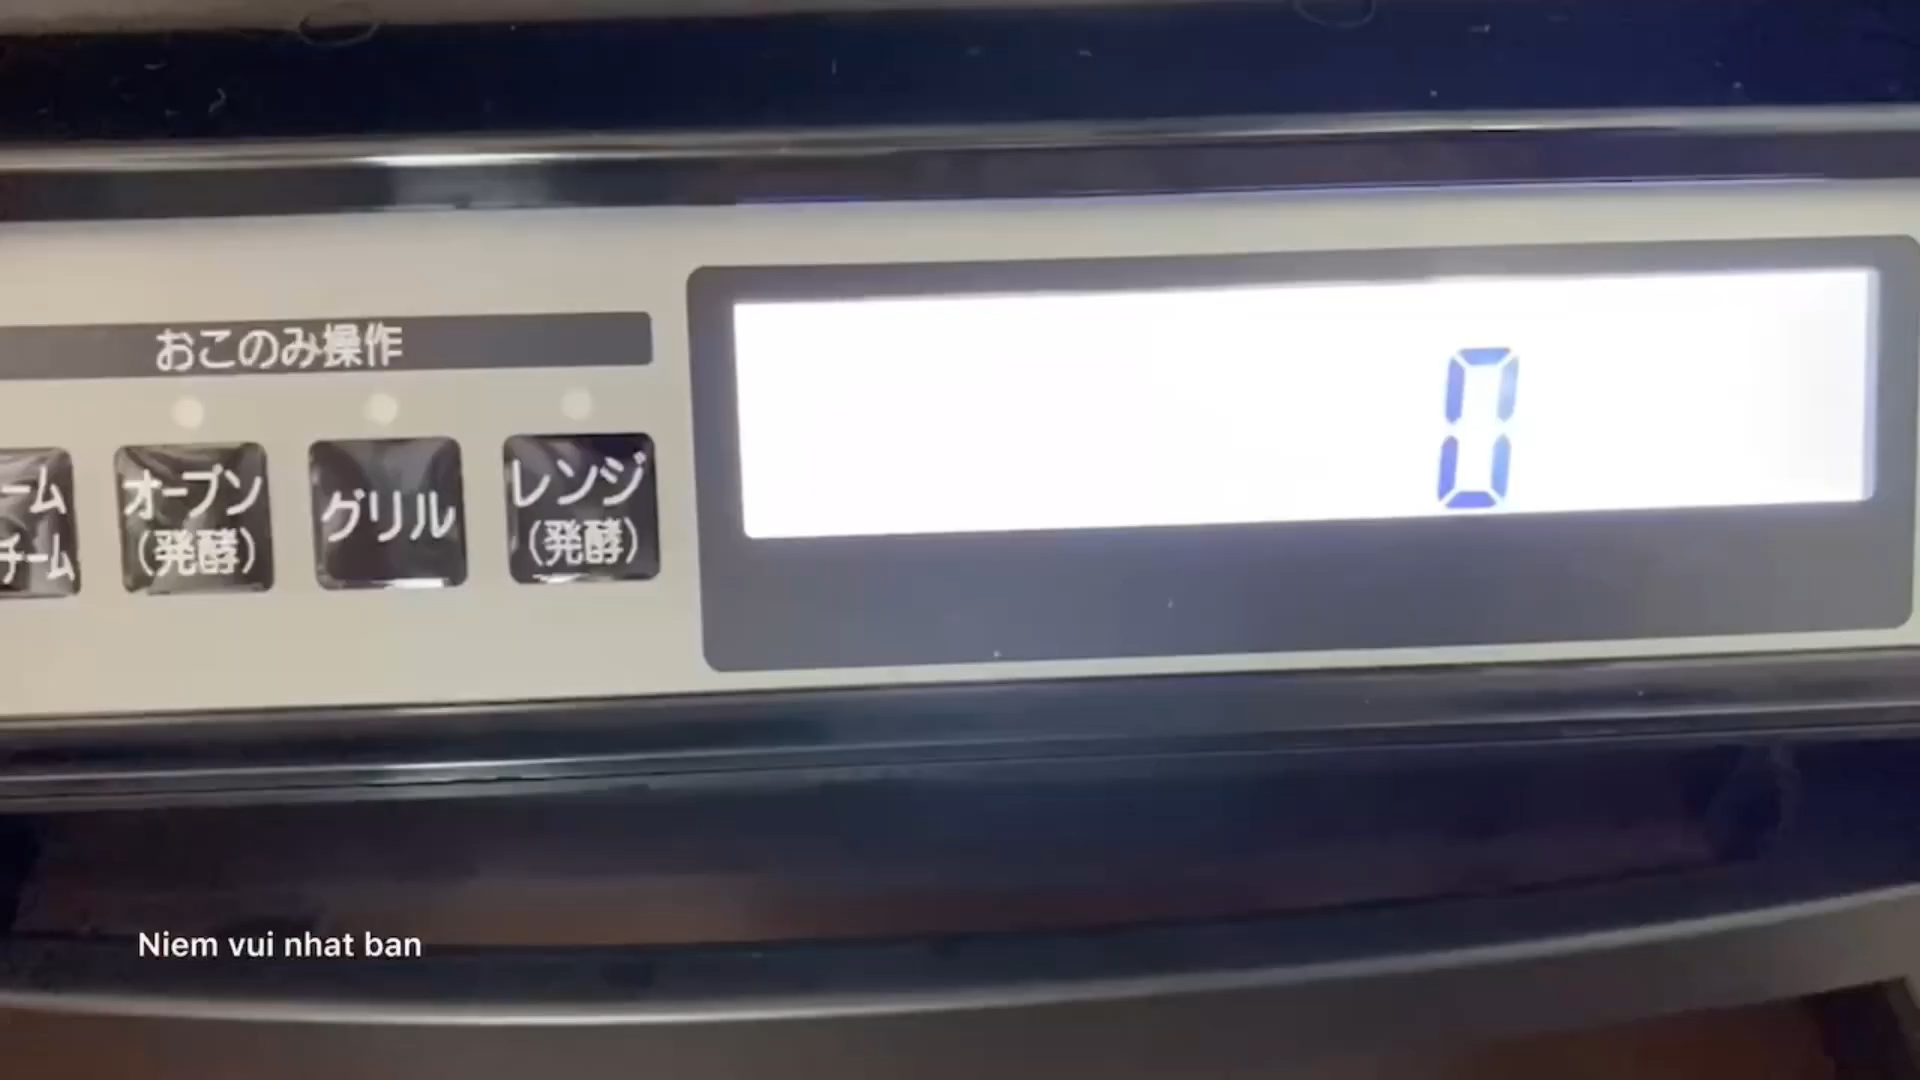 おこのみ操作
ーム
チーム
オーブン
(発酵)
グリル
レンジ
(発酵)
0
Niem vui nhat ban